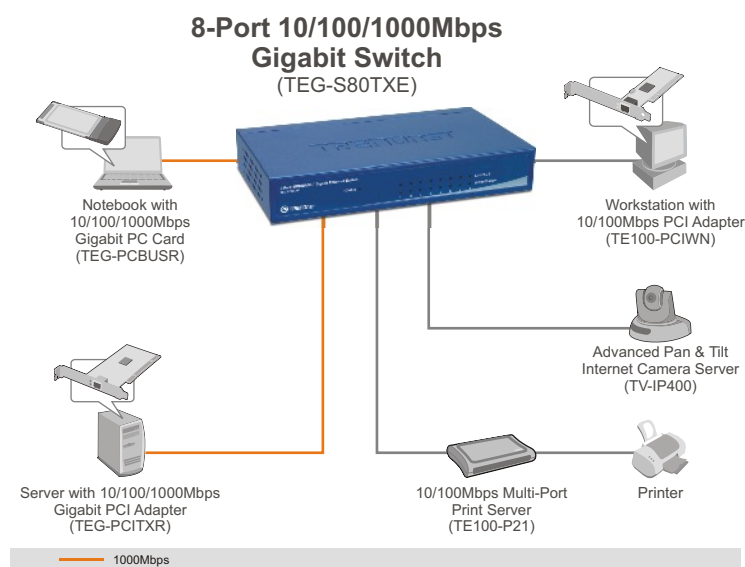 8-Port 10/100/1000Mbps
Gigabit Switch
(TEG-S80TXE)
TRENDNET
Notebook with
10/100/1000Mbps
Gigabit PC Card
(TEG-PCBUSR)
Workstation with
10/100Mbps PCI Adapter
(TE100-PCIWN)
Advanced Pan & Tilt
Internet Camera Server
(TV-IP400)
Server with 10/100/1000Mbps
Gigabit PCI Adapter
(TEG-PCITXR)
10/100Mbps Multi-Port
Print Server
(TE100-P21)
Printer
1000Mbps